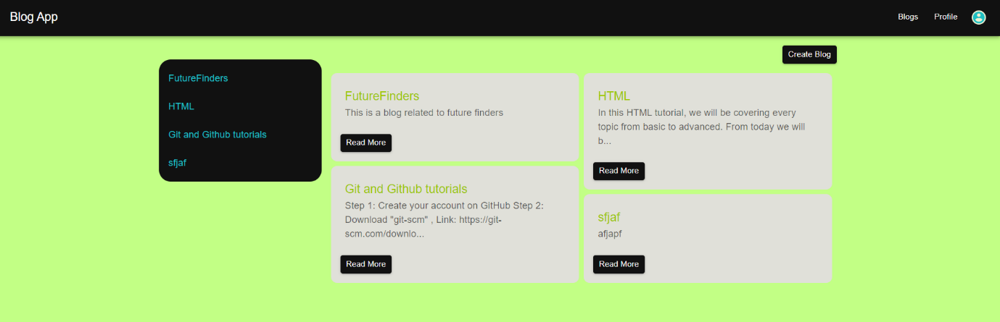 Blog App
Blogs
Profile
Create Blog
FutureFinders
HTML
Git and Github tutorials
sfjaf
FutureFinders
This is a blog related to future finders
Read More
HTML
In this HTML tutorial, we will be covering every
topic from basic to advanced. From today we will
b...
Read More
Git and Github tutorials
Step 1: Create your account on GitHub Step 2:
Download "git-scm" , Link: https://git-
scm.com/downlo...
Read More
sfjaf
afjapf
Read More